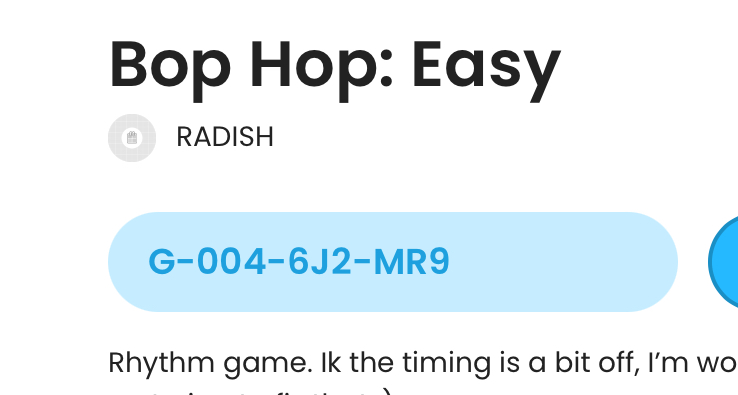 Bop Hop: Easy
RADISH
G-004-6J2-MR9
Rhythm game. Ik the timing is a bit off, I'm wo